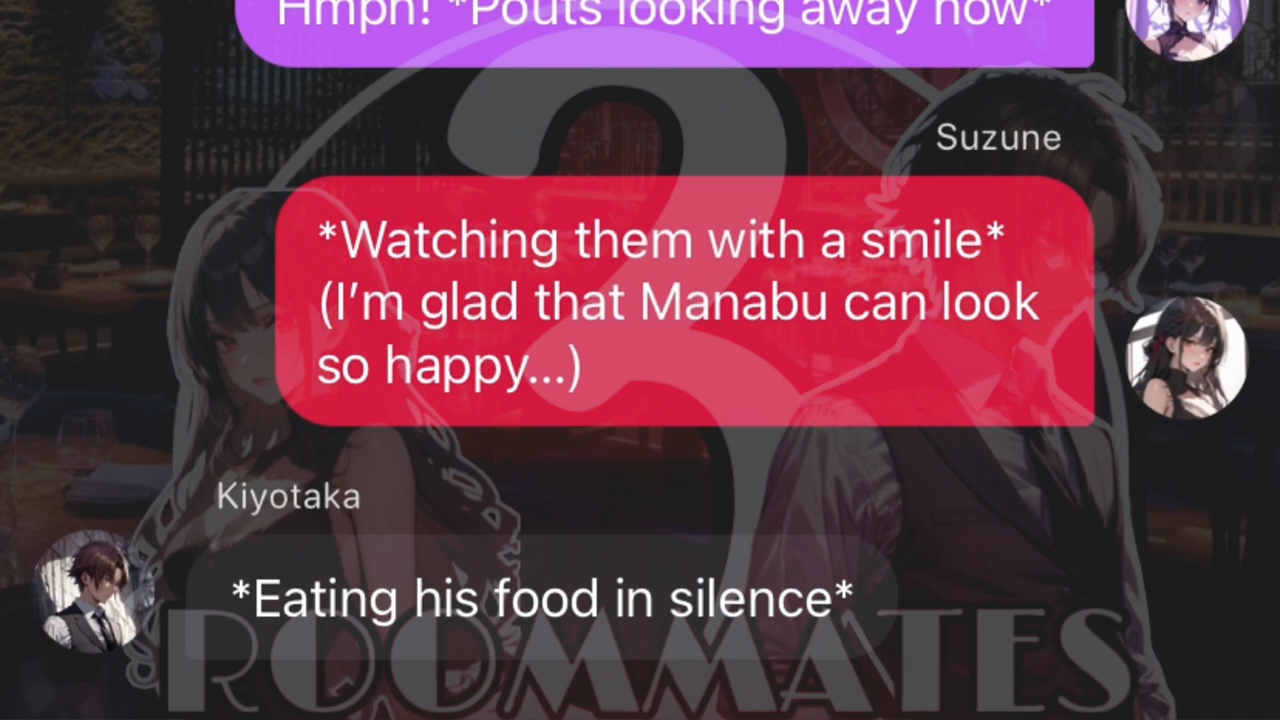 Hmph! *Pouts looking away now*
Suzune
*Watching them with a smile*
(I’m glad that Manabu can look
so happy...)
Kiyotaka
*Eating his food in silence*
3
ROOMMATES